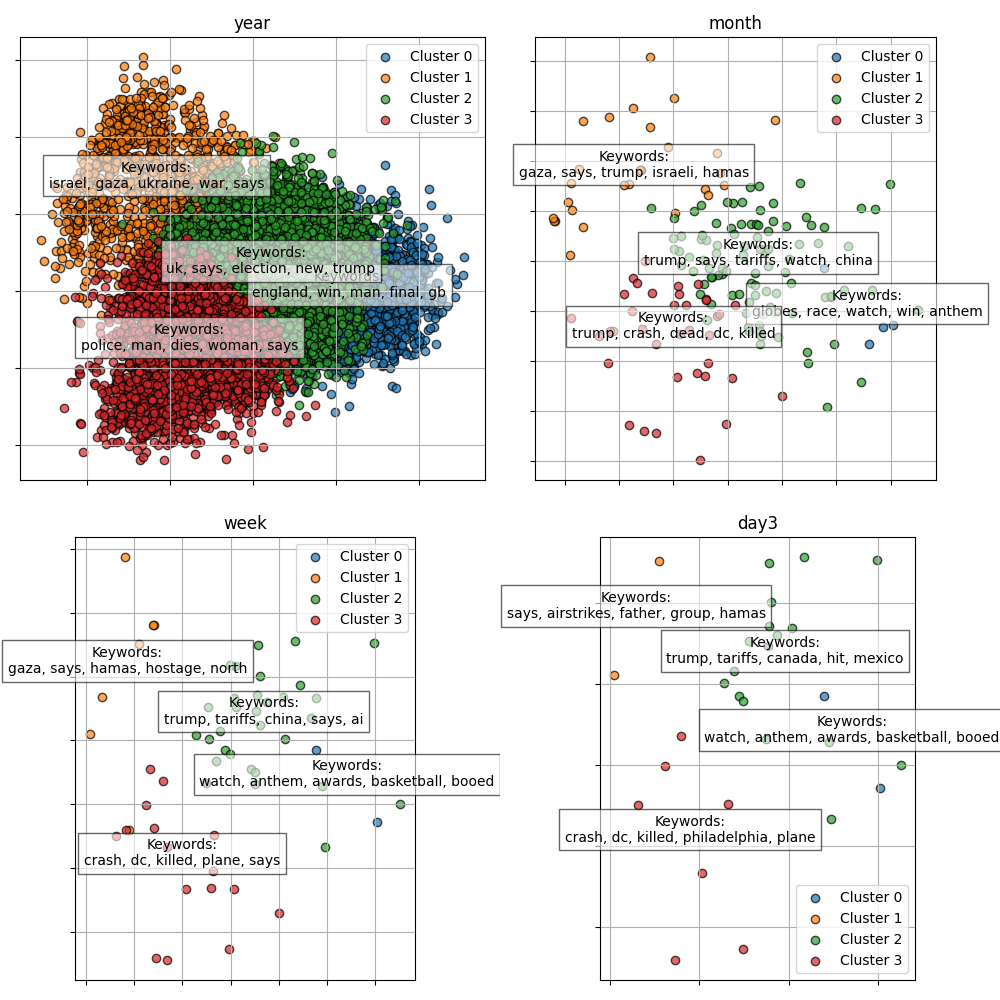 year
Cluster 0
Cluster 1
Cluster 2
Cluster 3
Keywords:
israel, gaza, ukraine, war, says
Keywords:
uk, says, election, new, trump
Keywords:
england, win, man, final, gb
Keywords:
police, man, dies, woman, says
month
Cluster 0
Cluster 1
Cluster 2
Cluster 3
Keywords:
gaza, says, trump, israeli, hamas
Keywords:
trump, says, tariffs, watch, china
Keywords:
globes, race, watch, win, anthem
Keywords:
trump, crash, dead, dc, killed
week
Cluster 0
Cluster 1
Cluster 2
Cluster 3
Keywords:
gaza, says, hamas, hostage, north
Keywords:
trump, tariffs, china, says, ai
Keywords:
watch, anthem, awards, basketball, booed
Keywords:
crash, dc, killed, plane, says
day3
Keywords:
says, airstrikes, father, group, hamas
Keywords:
trump, tariffs, canada, hit, mexico
Keywords:
watch, anthem, awards, basketball, booed
Keywords:
crash, dc, killed, philadelphia, plane
Cluster 0
Cluster 1
Cluster 2
Cluster 3